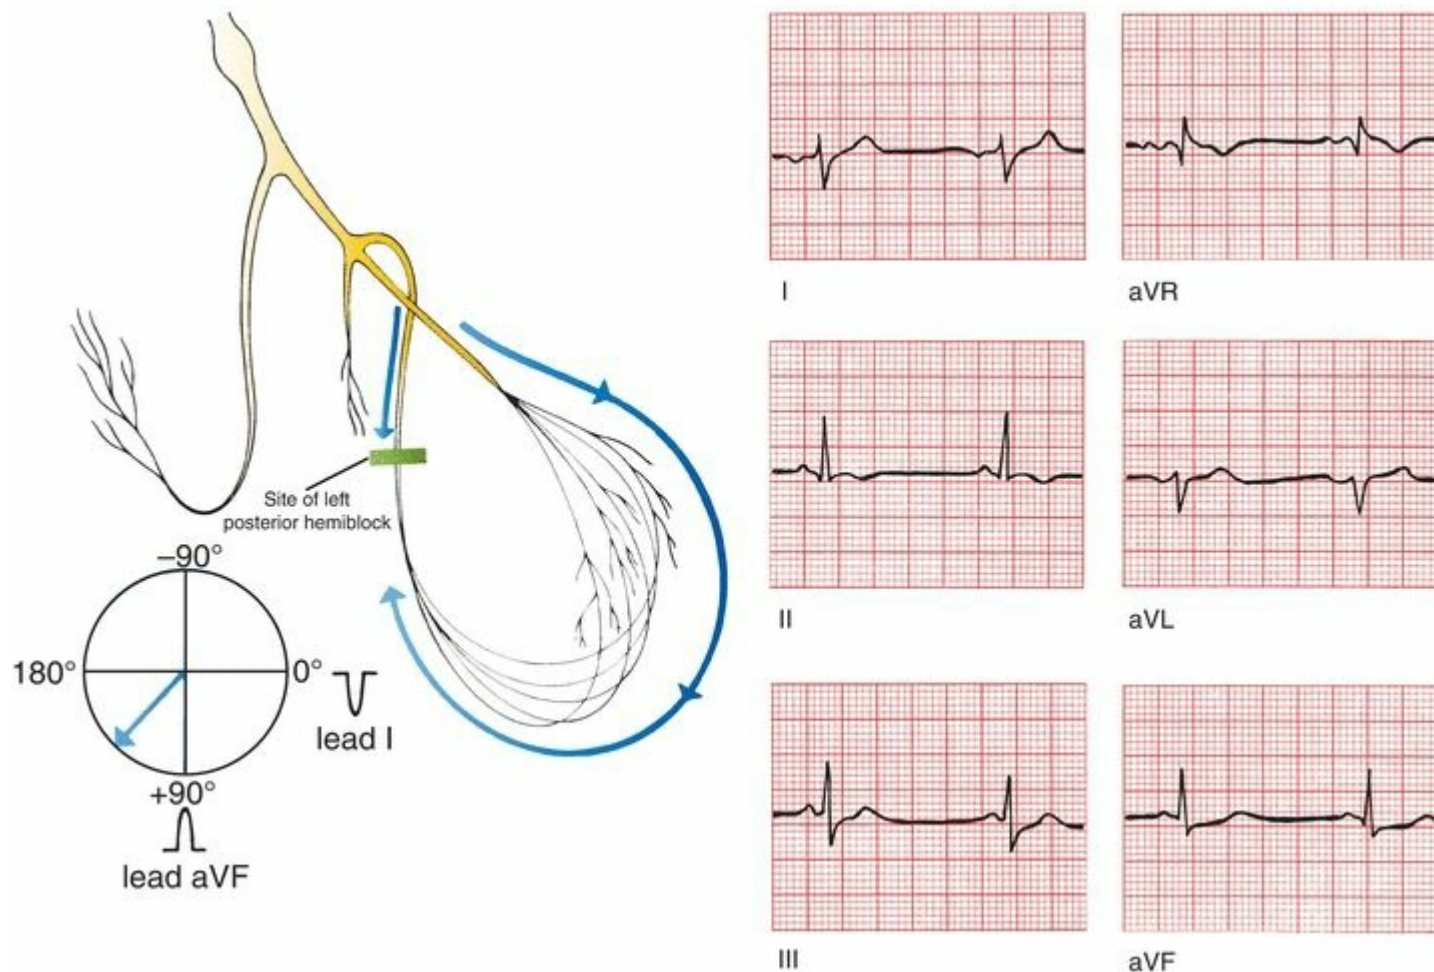 Site of left
posterior hemiblock
–90°
180°
0°
lead I
+90°
lead aVF
I
aVR
II
aVL
III
aVF